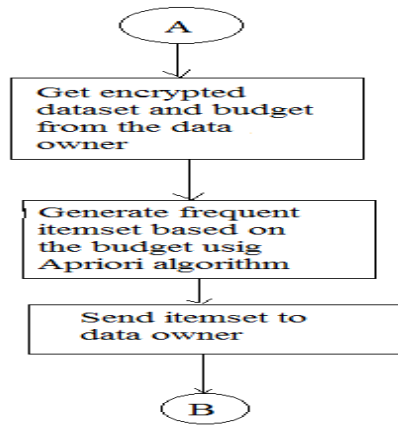 A
Get encrypted
dataset and budget
from the data
owner
Generate frequent
itemset based on
the budget usig
Apriori algorithm
Send itemset to
data owner
B